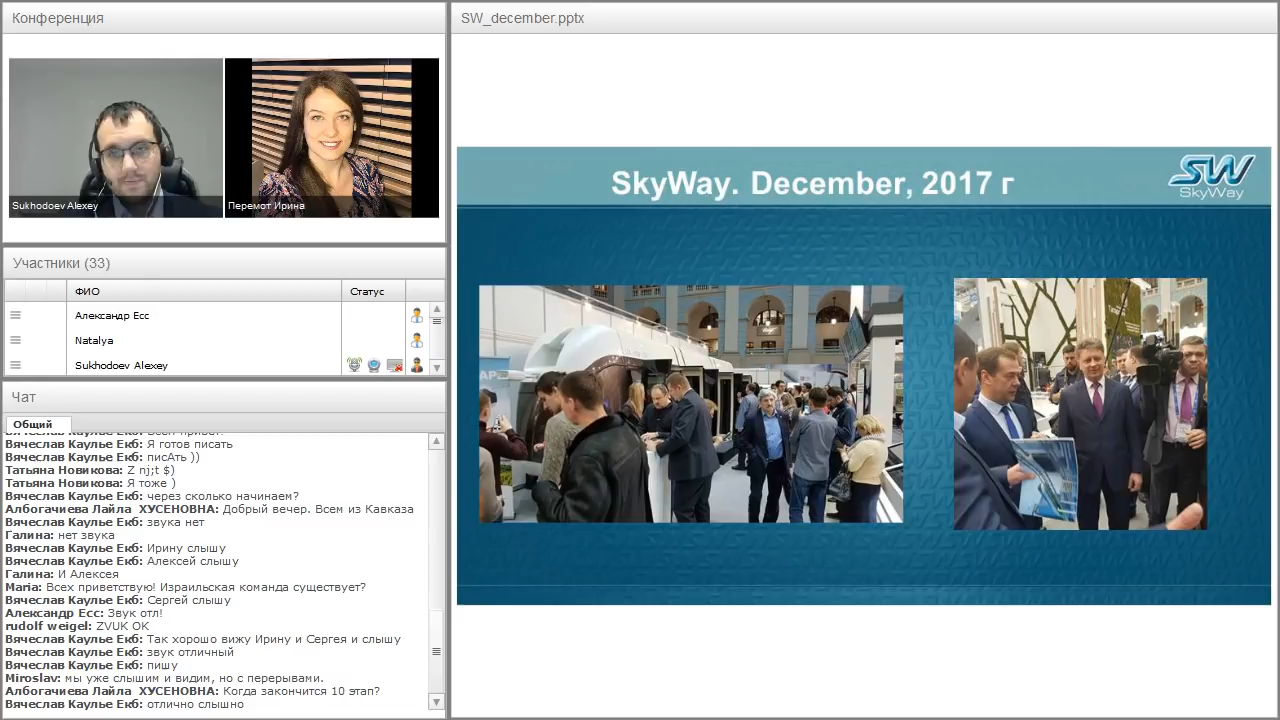 Конференция
Sukhodoev Alexey
Перемот Ирина
Участники (33)
ФИО
Статус
Александр Есс
Natalya
Sukhodoev Alexey
Чат
Общий
Вячеслав Каулье Екб: Я готов писать
Вячеслав Каулье Екб: писАть ))
Татьяна Новикова: Z nj;t $)
Татьяна Новикова: Я тоже )
Вячеслав Каулье Екб: через сколько начинаем?
Албогачиева Лайла ХУСЕНОВНА: Добрый вечер. Всем из Кавказа
Вячеслав Каулье Екб: звука нет
Галина: нет звука
Вячеслав Каулье Екб: Ирину слышу
Вячеслав Каулье Екб: Алексей слышу
Галина: И Алексея
Maria: Всех приветствую! Израильская команда существует?
Вячеслав Каулье Екб: Сергей слышу
Александр Есс: Звук отл!
rudolf weigel: ZVUK OK
Вячеслав Каулье Екб: Так хорошо вижу Ирину и Сергея и слышу
Вячеслав Каулье Екб: звук отличный
Вячеслав Каулье Екб: пишу
Miroslav: мы уже слышим и видим, но с перерывами.
Албогачиева Лайла ХУСЕНОВНА: Когда закончится 10 этап?
Вячеслав Каулье Екб: отлично слышно
SW_december.pptx
SkyWay. December, 2017 г
SW
SkyWay